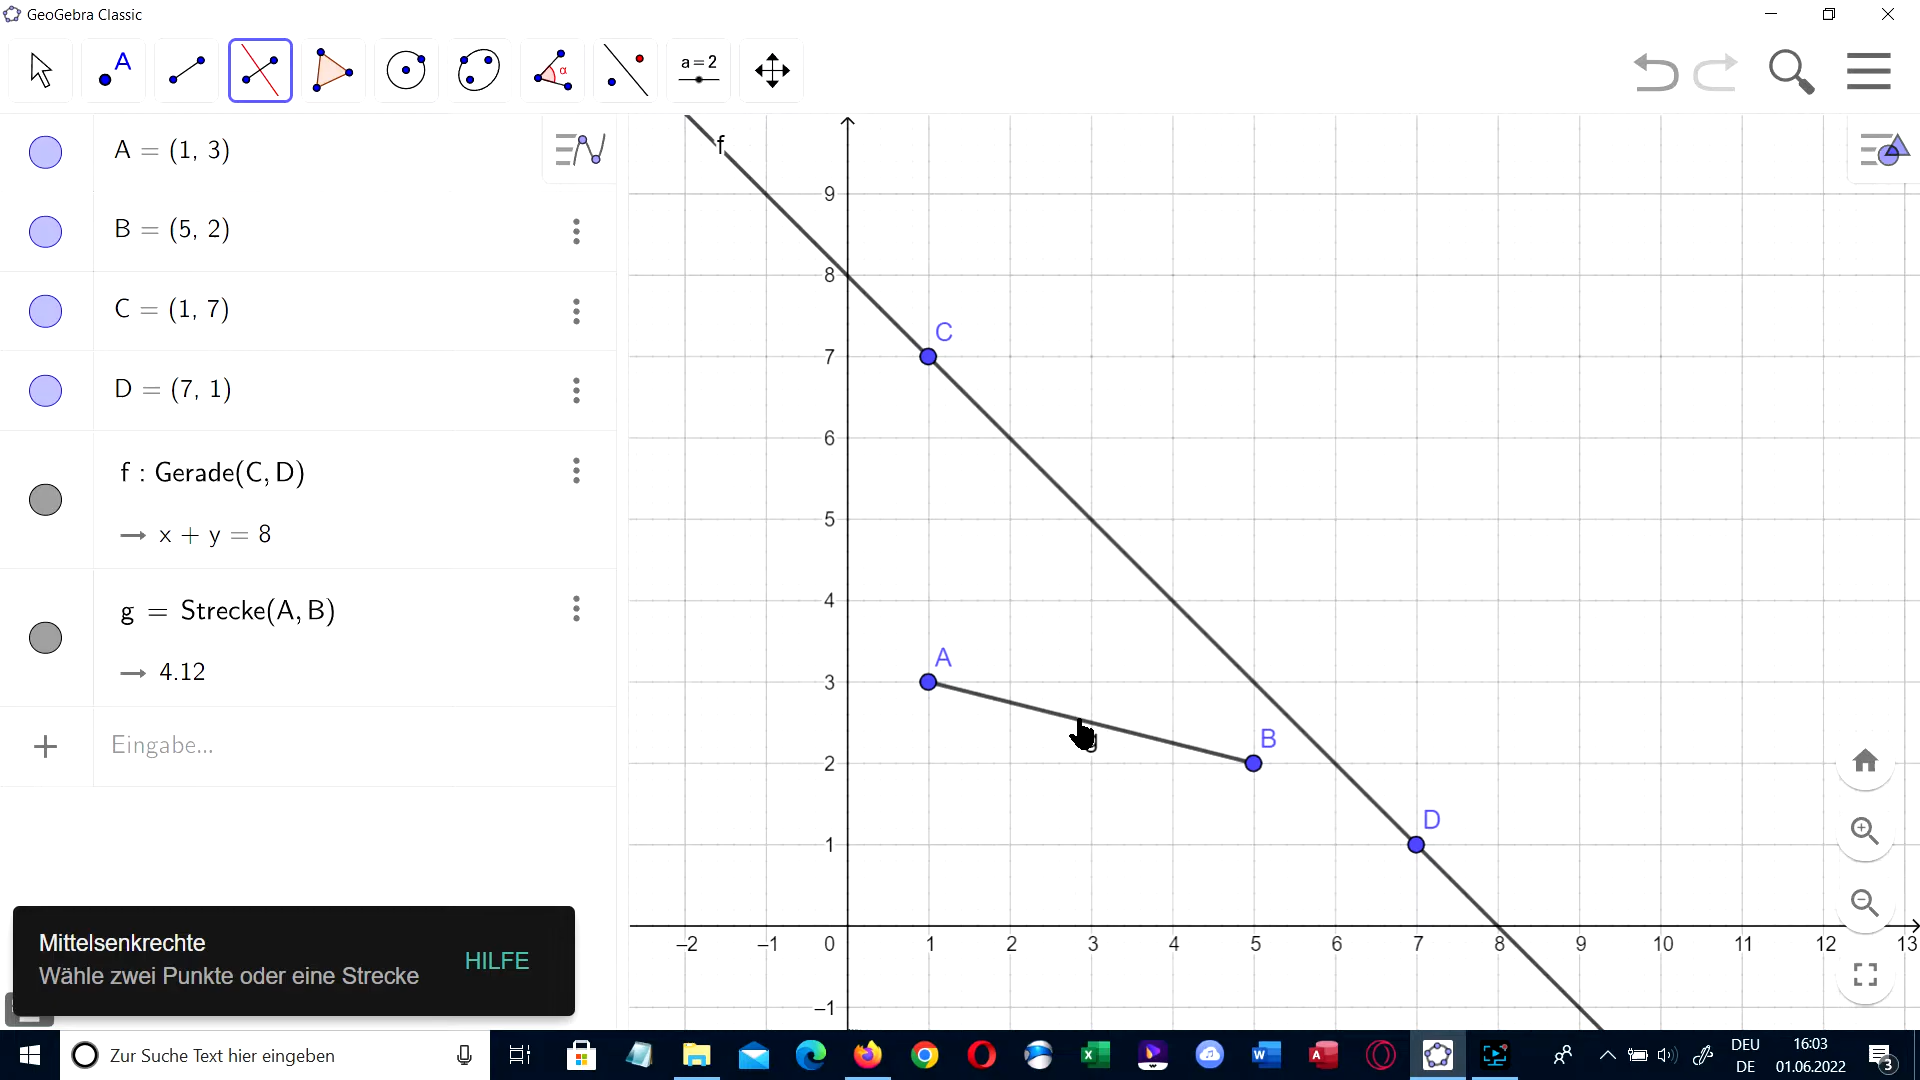 GeoGebra Classic
A
α
a = 2
A = (1, 3)
B = (5, 2)
C = (1, 7)
D = (7, 1)
f : Gerade(C, D)
→ x + y = 8
g = Strecke(A, B)
→ 4.12
+ Eingabe...
f
9
8
C
7
6
5
4
A
3
g
B
2
D
1
–2 –1 0 1 2 3 4 5 6 7 8 9 10 11 12 13
–1
Mittelsenkrechte
Wähle zwei Punkte oder eine Strecke
HILFE
Zur Suche Text hier eingeben
DEU
DE
16:03
01.06.2022
3